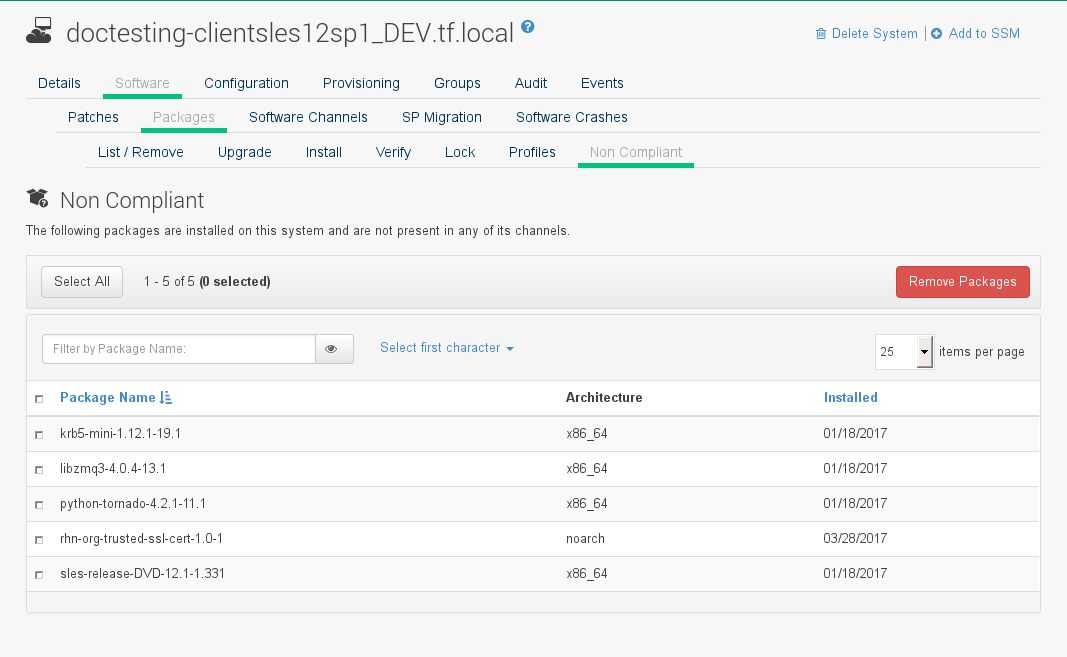 doctesting-clientsles12sp1_DEV.tf.local ?
Delete System | Add to SSM
Details Software Configuration Provisioning Groups Audit Events
Patches Packages Software Channels SP Migration Software Crashes
List / Remove Upgrade Install Verify Lock Profiles Non Compliant
Non Compliant
The following packages are installed on this system and are not present in any of its channels.
Select All 1 - 5 of 5 (0 selected) Remove Packages
Filter by Package Name: Select first character 25 items per page
Package Name Architecture Installed
krb5-mini-1.12.1-19.1 x86_64 01/18/2017
libzmq3-4.0.4-13.1 x86_64 01/18/2017
python-tornado-4.2.1-11.1 x86_64 01/18/2017
rhn-org-trusted-ssl-cert-1.0-1 noarch 03/28/2017
sles-release-DVD-12.1-1.331 x86_64 01/18/2017